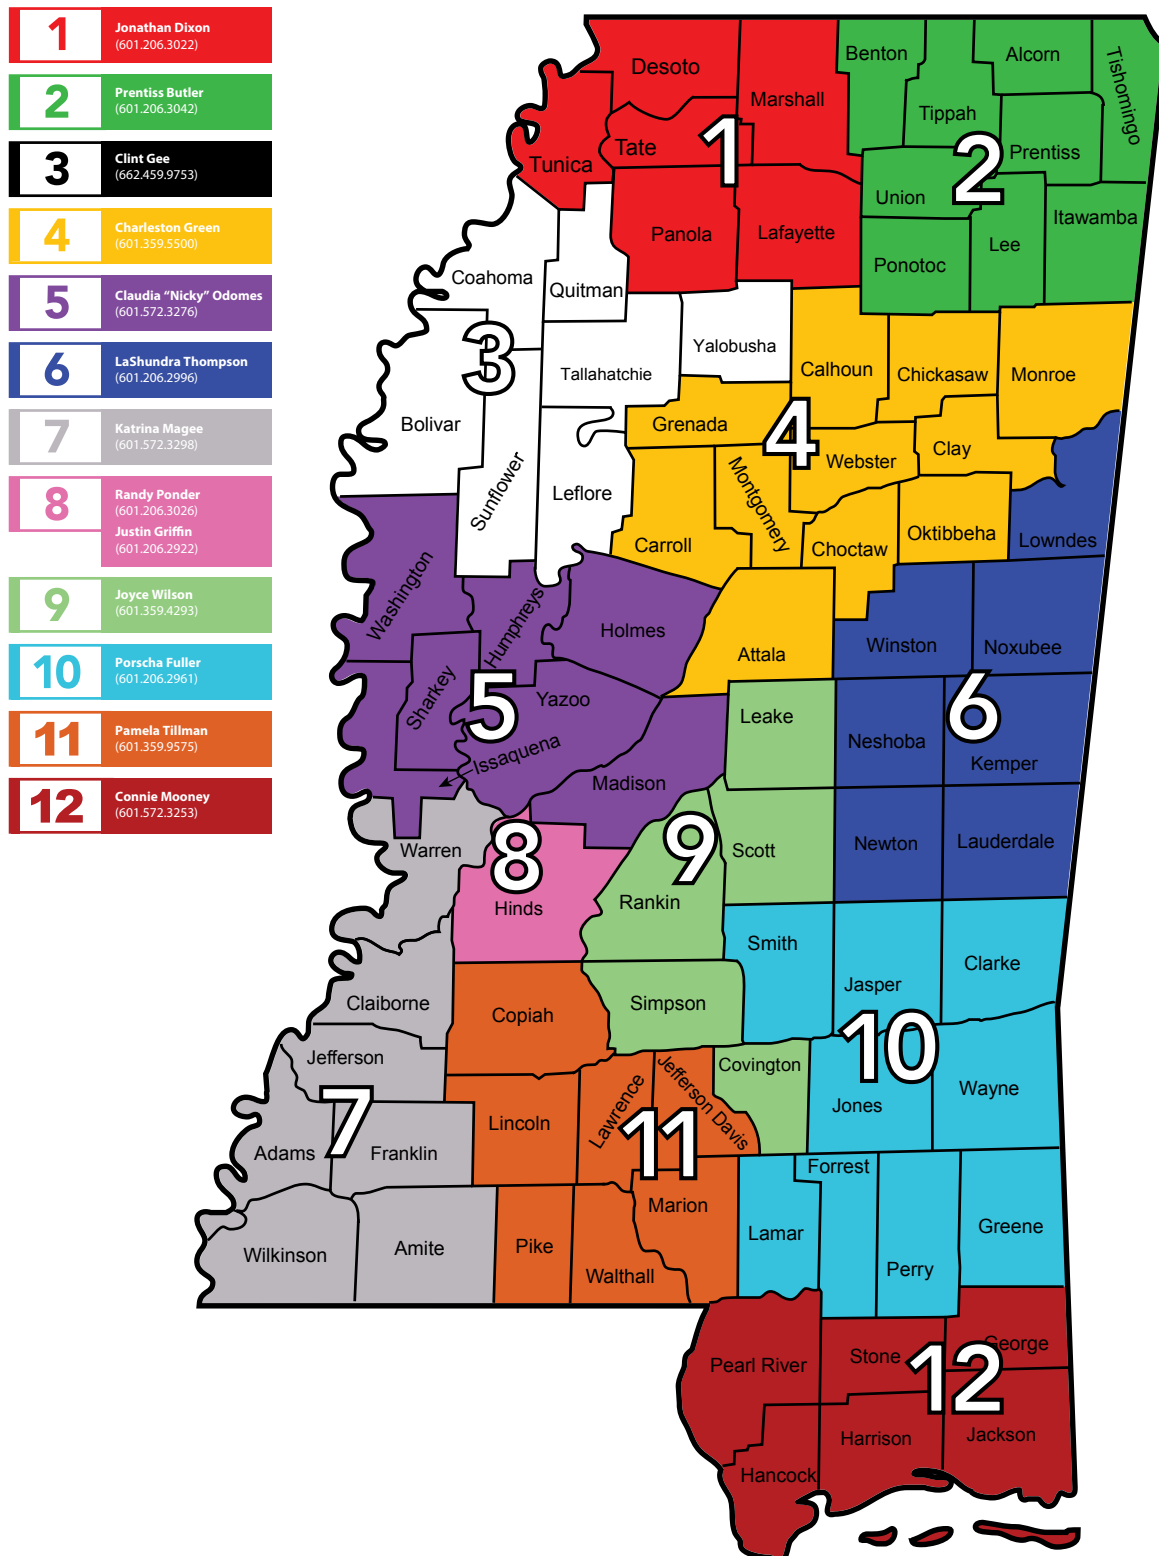 1
Jonathan Dixon
(601.206.3022)
2
Prentiss Butler
(601.206.3042)
3
Clint Gee
(662.459.9753)
4
Charleston Green
(601.359.5500)
5
Claudia “Nicky” Odomes
(601.572.3276)
6
LaShundra Thompson
(601.206.2996)
7
Katrina Magee
(601.572.3298)
8
Randy Ponder
(601.206.3026)
Justin Griffin
(601.206.2922)
9
Joyce Wilson
(601.359.4293)
10
Porscha Fuller
(601.206.2961)
11
Pamela Tillman
(601.359.9575)
12
Connie Mooney
(601.572.3253)
Desoto
Marshall
Tate
Tunica
1
Panola
Lafayette
Benton
Alcorn
Tishomingo
Tippah
Prentiss
2
Union
Itawamba
Lee
Ponotoc
Coahoma
Quitman
3
Yalobusha
Tallahatchie
Bolivar
Sunflower
Leflore
Calhoun
Chickasaw
Monroe
Grenada
4
Webster
Clay
Montgomery
Carroll
Choctaw
Oktibbeha
Attala
Lowndes
Winston
Noxubee
6
Neshoba
Kemper
Newton
Lauderdale
Washington
Humphreys
Holmes
Sharkey
5
Yazoo
Issaquena
Madison
Leake
9
Scott
Rankin
Simpson
Covington
Warren
8
Hinds
Claiborne
Jefferson
7
Adams
Franklin
Wilkinson
Amite
Copiah
Lincoln
Lawrence
Jefferson Davis
11
Marion
Pike
Walthall
Smith
Jasper
Clarke
10
Jones
Wayne
Forrest
Lamar
Perry
Greene
Pearl River
Stone
George
12
Harrison
Jackson
Hancock